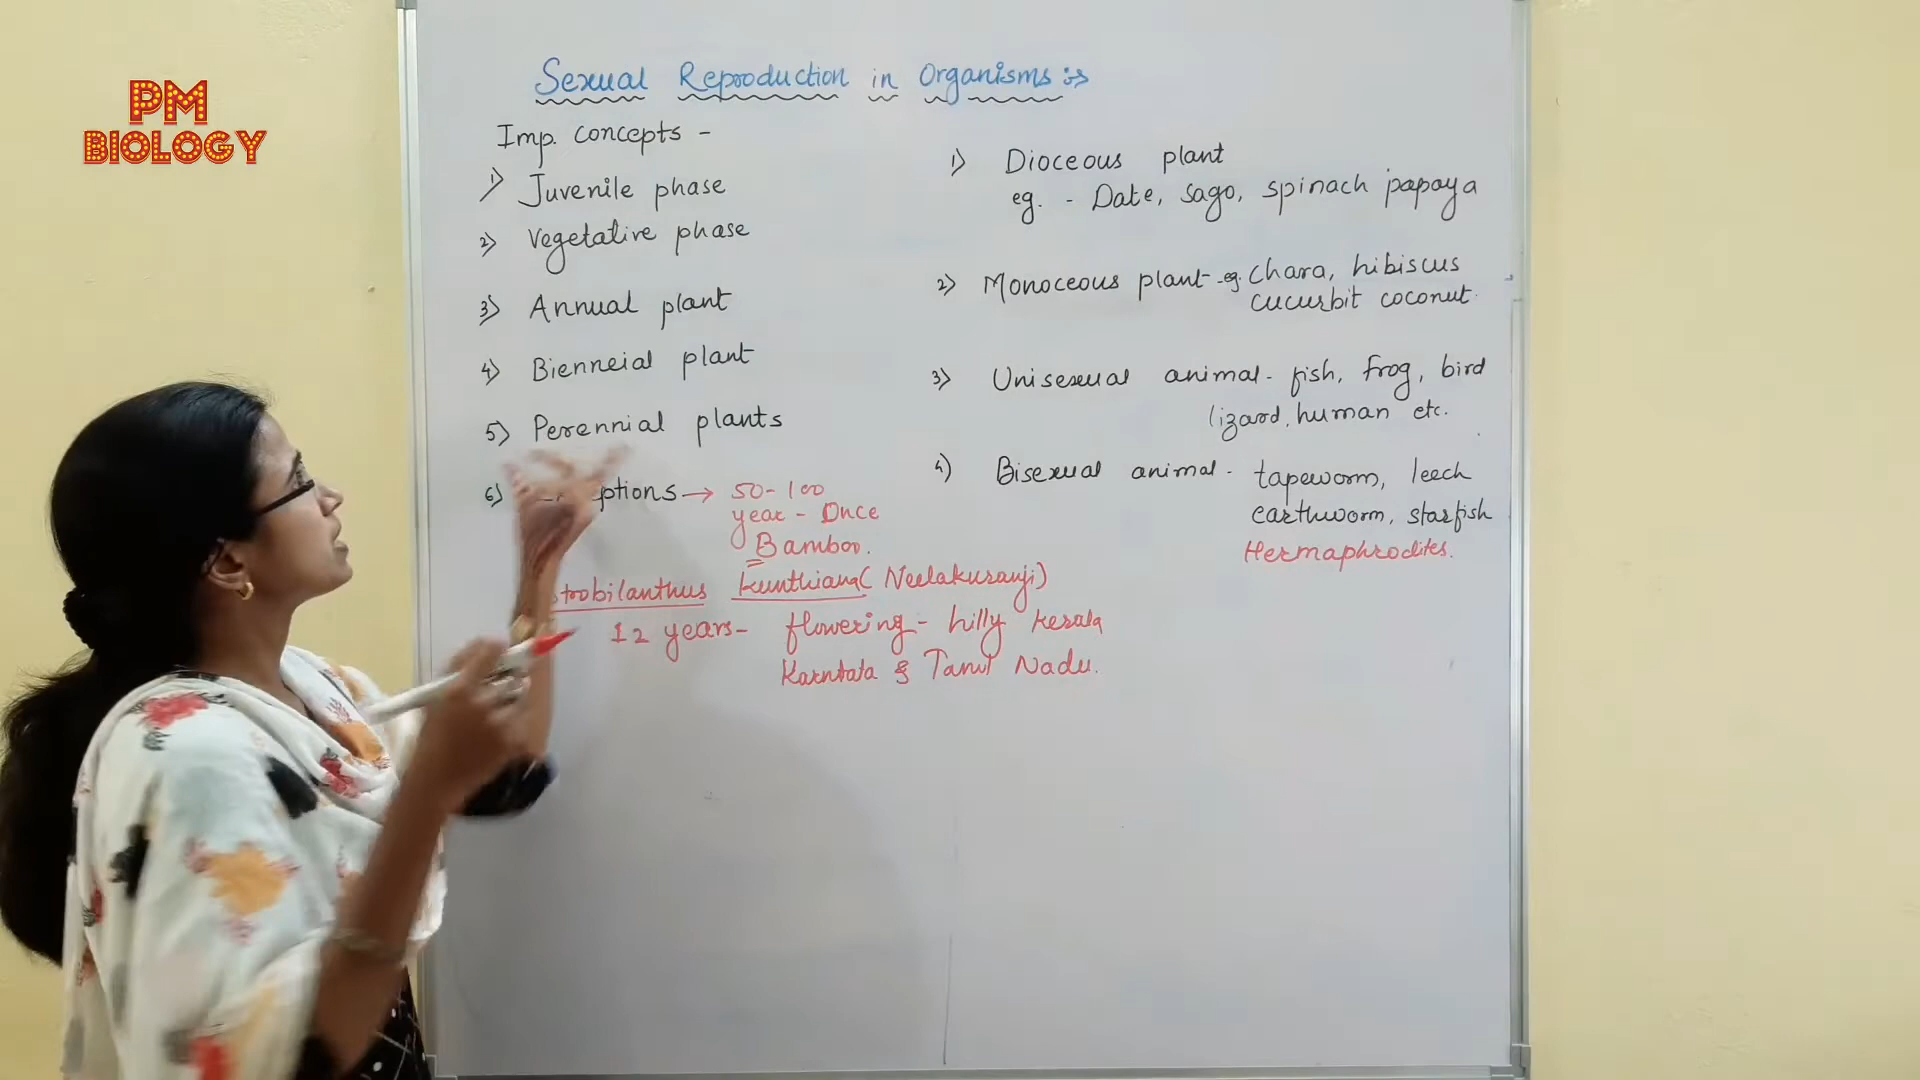 PM
BIOLOGY
Sexual Reproduction in Organisms :-
Imp. concepts -
1) Juvenile phase
2) Vegetative phase
3) Annual plant
4) Bienneial plant
5) Perennial plants
6) ptions → 50-100
year - Once
Bamboo.
trobilanthus kunthiana( Neelakuranji)
12 years- flowering - hilly Kerala
Karntata & Tamil Nadu.
1) Dioceous plant
eg. - Date, sago, spinach papaya
2) Monoceous plant - eg. chara, hibiscus
cucurbit coconut.
3) Unisexual animal - fish, frog, bird
lizard, human etc.
4) Bisexual animal - tapeworm, leech
earthworm, starfish
Hermaphrodites.